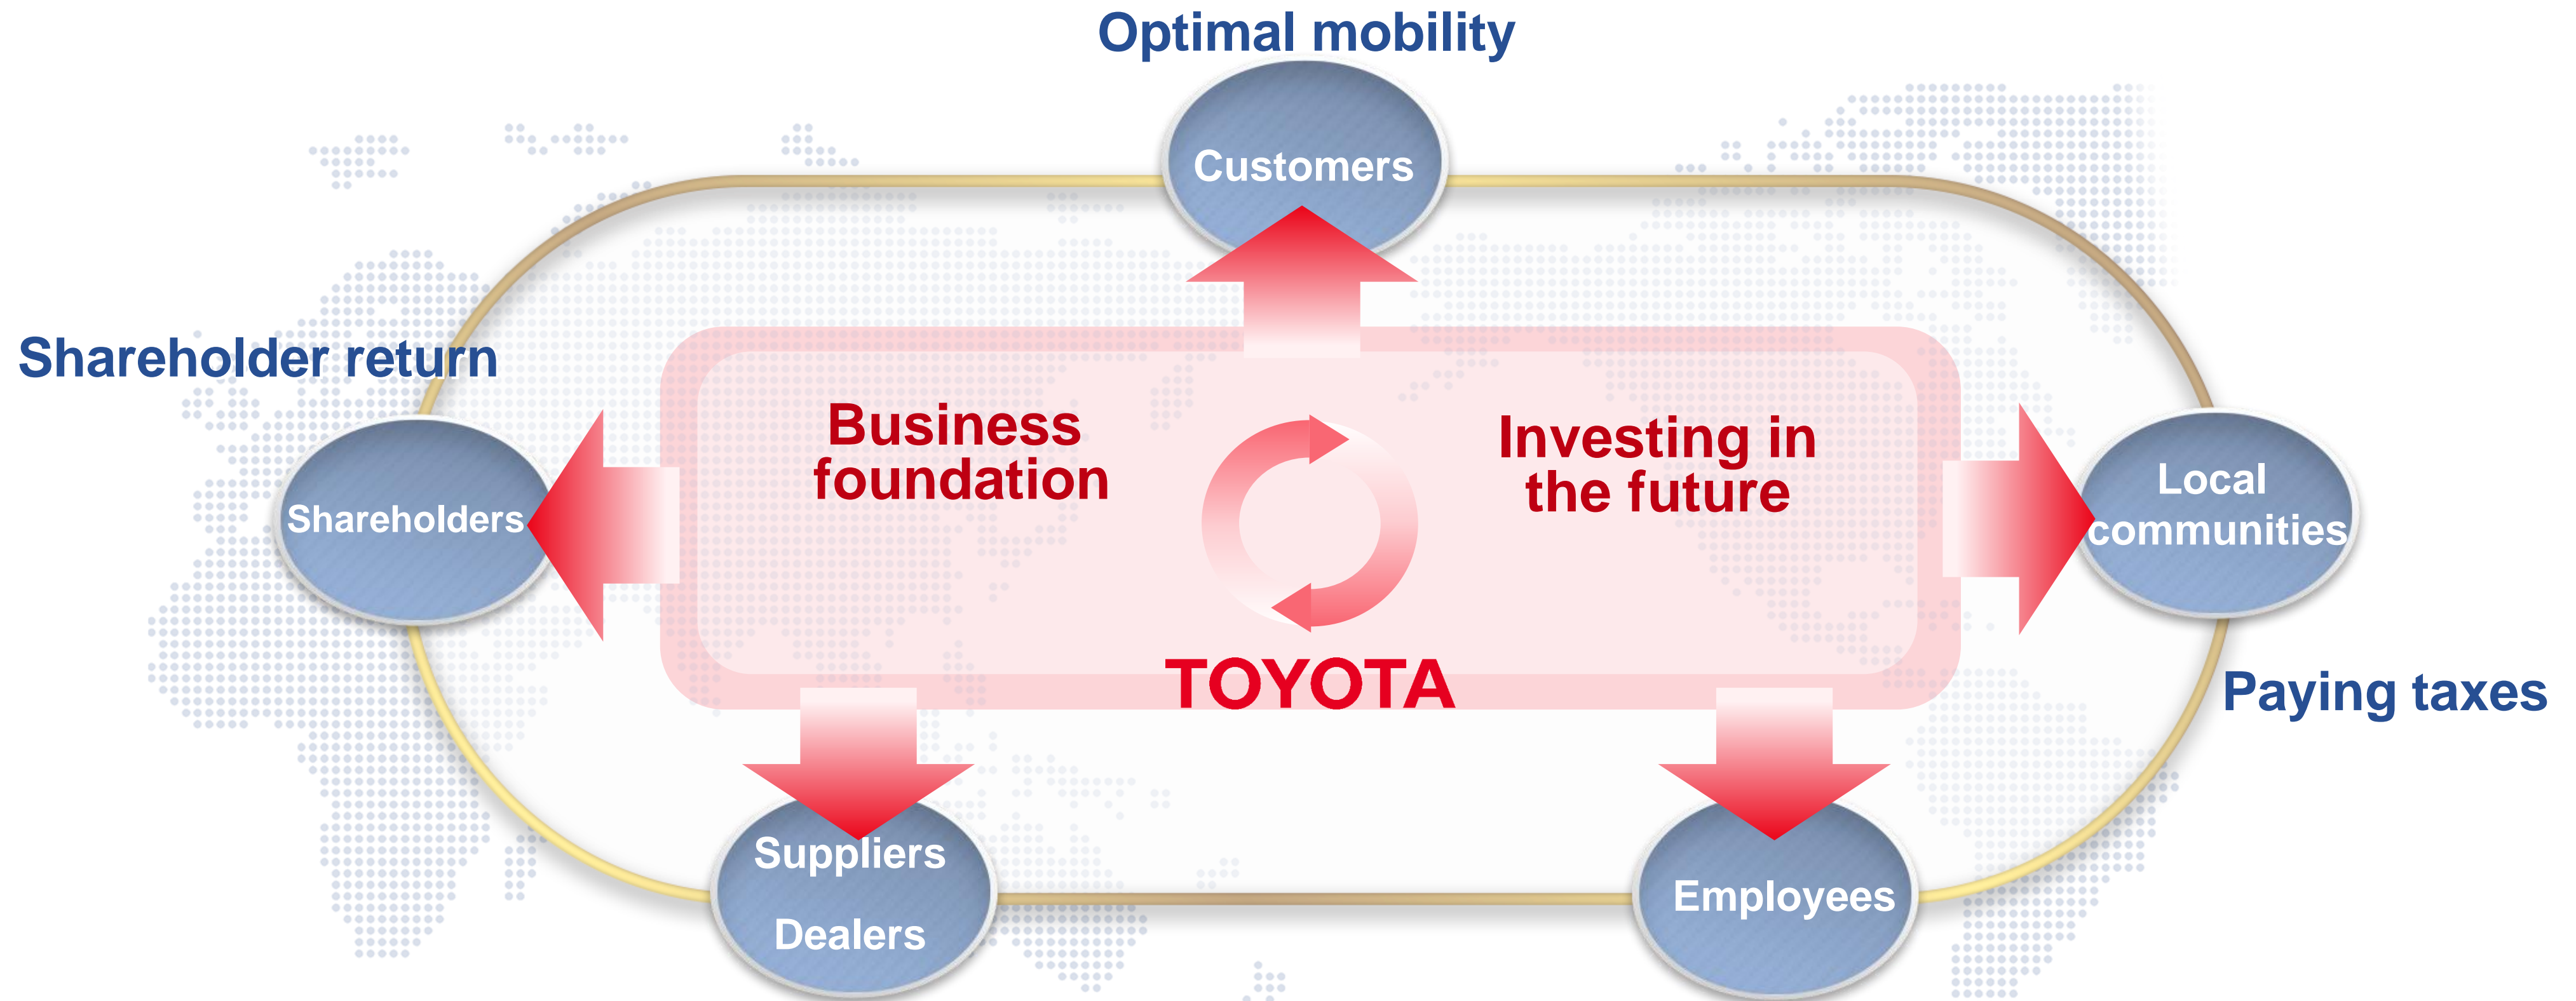 Optimal mobility
Customers
Shareholder return
Business
foundation
Investing in
the future
Shareholders
Local
communities
TOYOTA
Paying taxes
Suppliers
Dealers
Employees